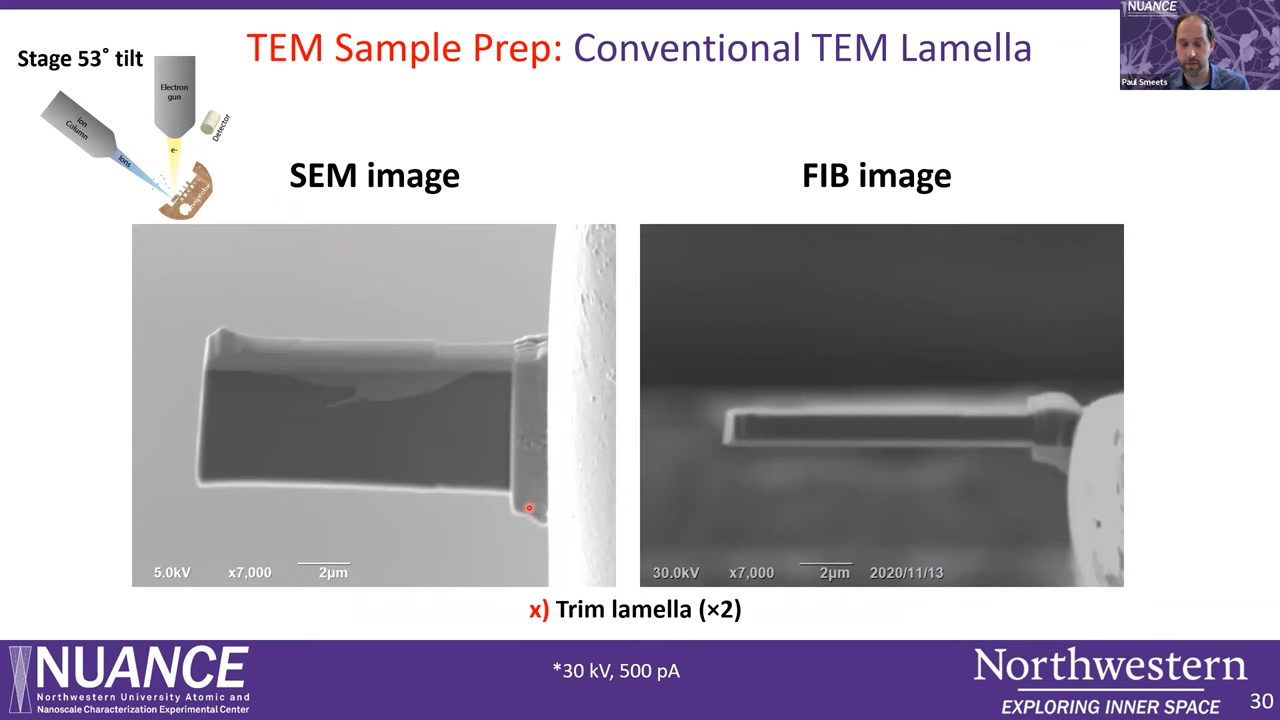 TEM Sample Prep: Conventional TEM Lamella
Stage 53˚ tilt
Electron
gun
Ion
Column
Ions
e-
Detector
SEM image
FIB image
5.0kV x7,000 2μm
30.0kV x7,000 2μm 2020/11/13
x) Trim lamella (×2)
*30 kV, 500 pA
NUANCE
Northwestern University Atomic and
Nanoscale Characterization Experimental Center
Northwestern
EXPLORING INNER SPACE
30
NUANCE
Paul Smeets